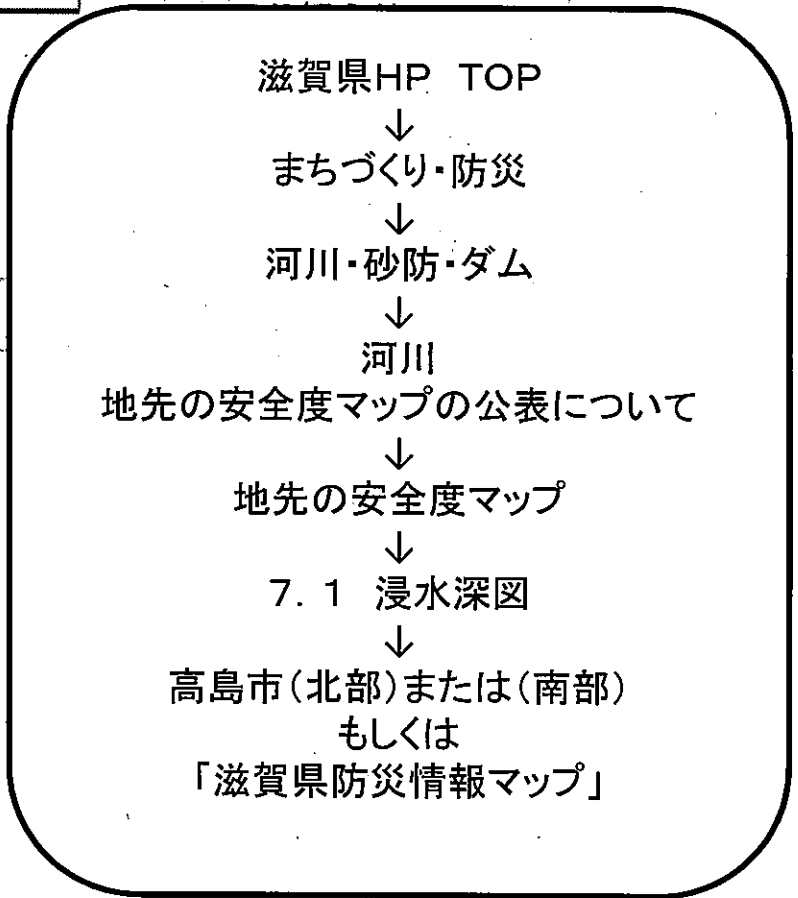 滋賀県HP TOP
↓
まちづくり・防災
↓
河川・砂防・ダム
↓
河川
地先の安全度マップの公表について
↓
地先の安全度マップ
↓
7.1 浸水深図
↓
高島市(北部)または(南部)
もしくは
「滋賀県防災情報マップ」